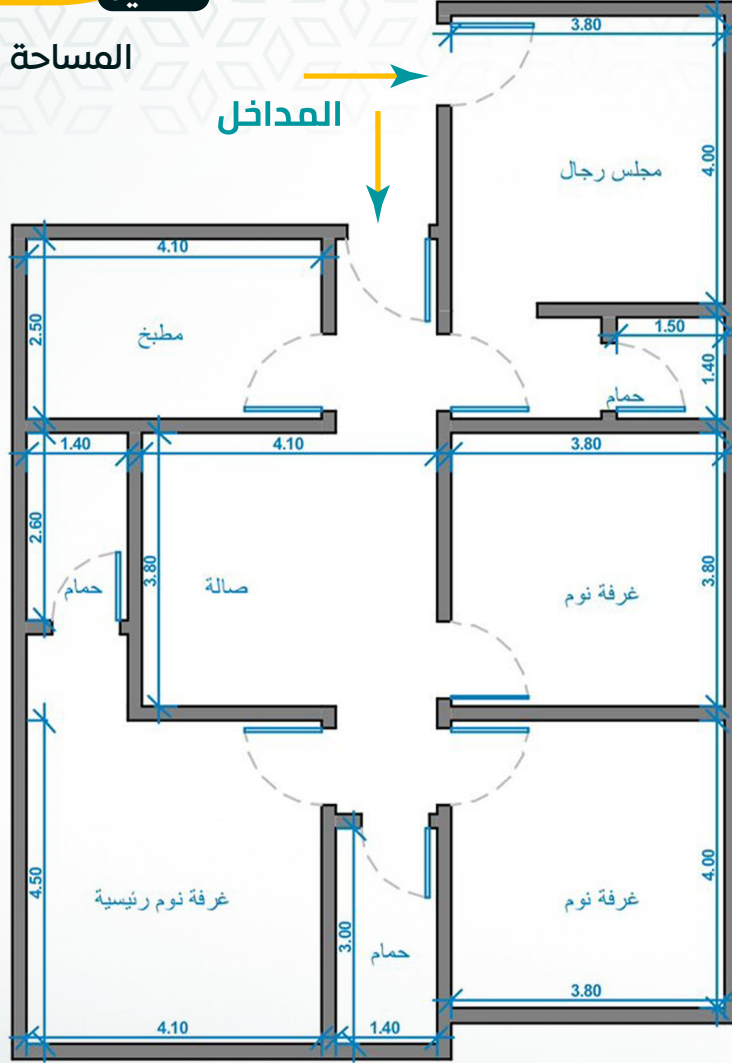 المساحة
المداخل
3.80
مجلس رجال
4.00
4.10
2.50
مطبخ
1.50
1.40
حمام
1.40
4.10
3.80
2.60
حمام
3.80
صالة
غرفة نوم
3.80
4.50
غرفة نوم رئيسية
3.00
حمام
غرفة نوم
4.00
3.80
4.10
1.40